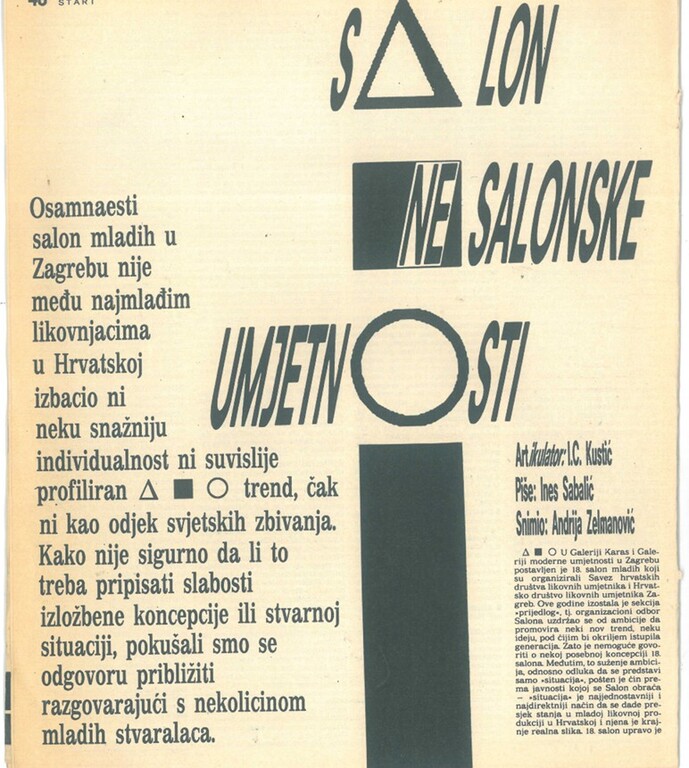 46 START
SALON
NE SALONSKE
UMJETNOSTI
Osamnaesti
salon mladih u
Zagrebu nije
među najmlađim
likovnjacima
u Hrvatskoj
izbacio ni
neku snažniju
individualnost ni suvislije
profiliran △ ■ ○ trend, čak
ni kao odjek svjetskih zbivanja.
Kako nije sigurno da li to
treba pripisati slabosti
izložbene koncepcije ili stvarnoj
situaciji, pokušali smo se
odgovoru približiti
razgovarajući s nekolicinom
mladih stvaralaca.
Artikulator: I.C. Kustić
Piše: Ines Sabalić
Snimio: Andrija Zelmanović
△ ■ ○ U Galeriji Karas i Gale-
riji moderne umjetnosti u Zagrebu
postavljen je 18. salon mladih koji
su organizirali Savez hrvatskih
društva likovnih umjetnika i Hrvat-
sko društvo likovnih umjetnika Za-
greb. Ove godine izostala je sekcija
»prijedlog«, tj. organizacioni odbor
Salona uzdržao se od ambicije da
promovira neki nov trend, neku
ideju, pod čijim bi okriljem istupila
generacija. Zato je nemoguće govo-
riti o nekoj posebnoj koncepciji 18.
salona. Međutim, to suženje ambici-
ja, odnosno odluka da se predstavi
samo »situacija«, pošten je čin pre-
ma javnosti kojoj se Salon obraća
– »situacija« je najjednostavniji i
najdirektniji način da se dade pre-
sjek stanja u mladoj likovnoj pro-
dukciji u Hrvatskoj i njena je kraj-
nje realna slika. 18. salon upravo je